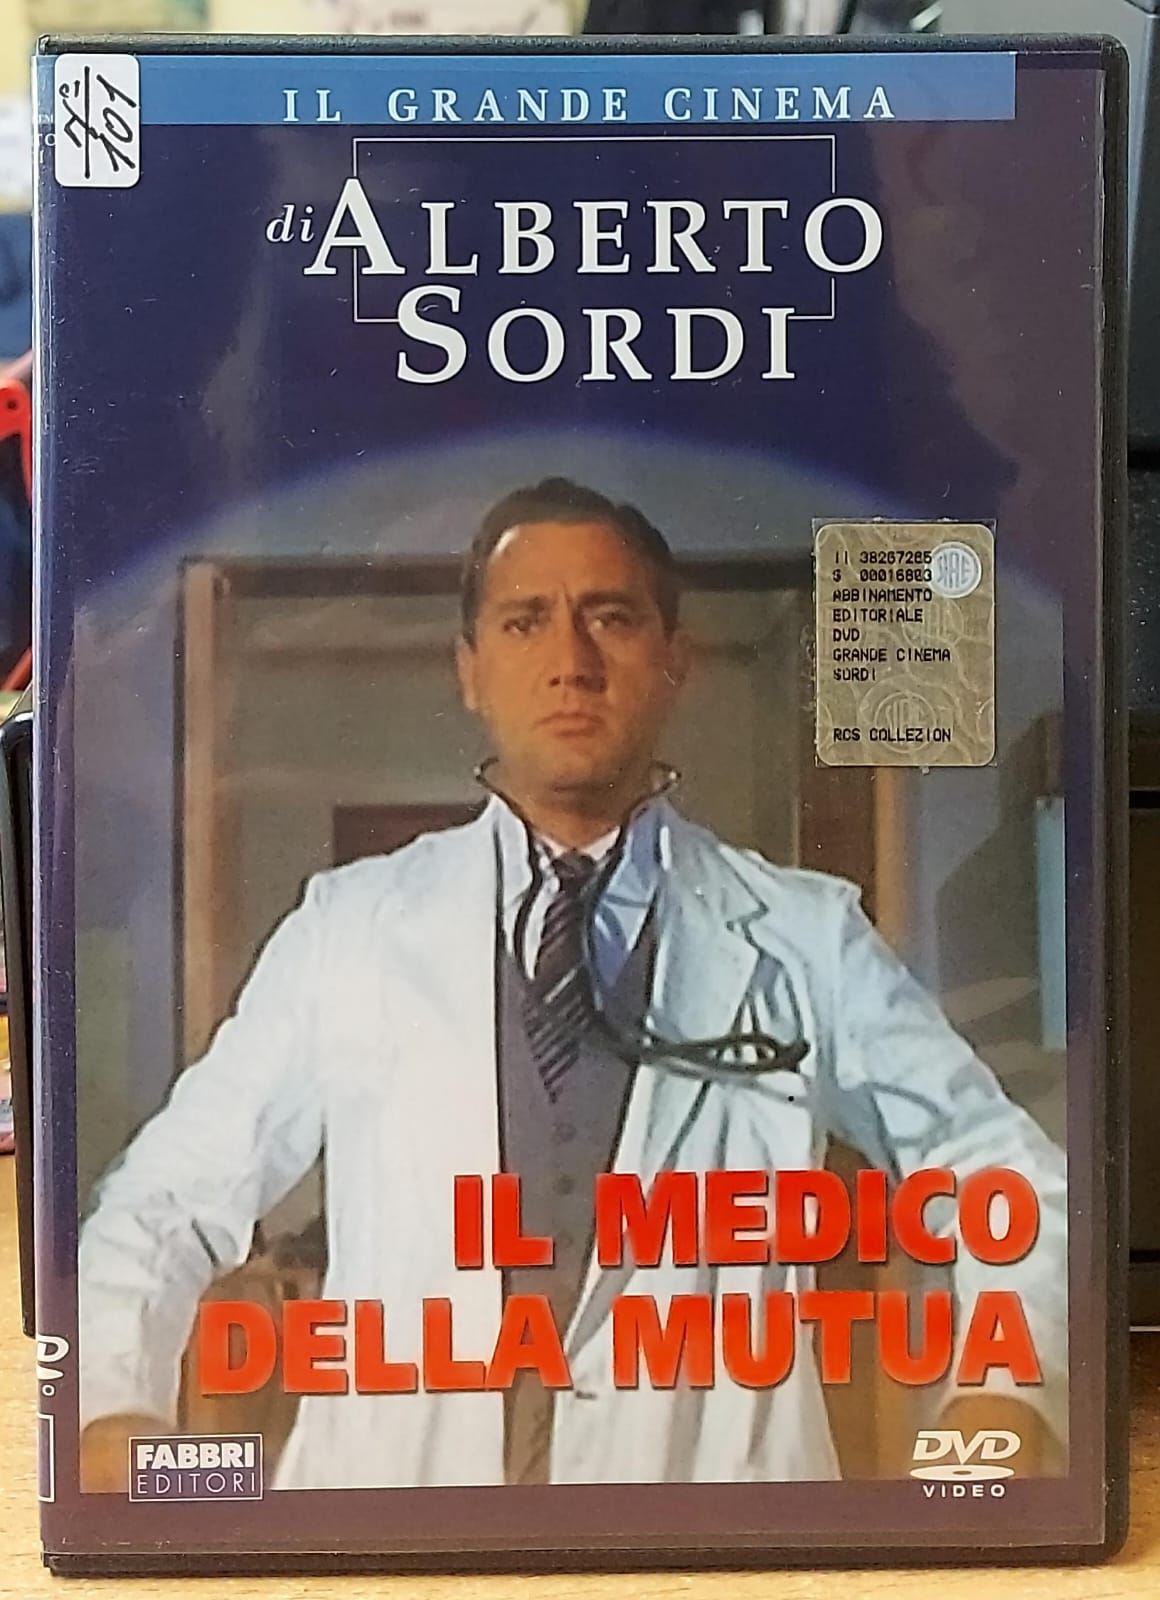 IL GRANDE CINEMA
di ALBERTO
SORDI
101
II 38267265
S 00016803
ABBINAMENTO
EDITORIALE
DVD
GRANDE CINEMA
SORDI
RCS COLLEZION
IL MEDICO
DELLA MUTUA
FABBRI
EDITORI
DVD
VIDEO